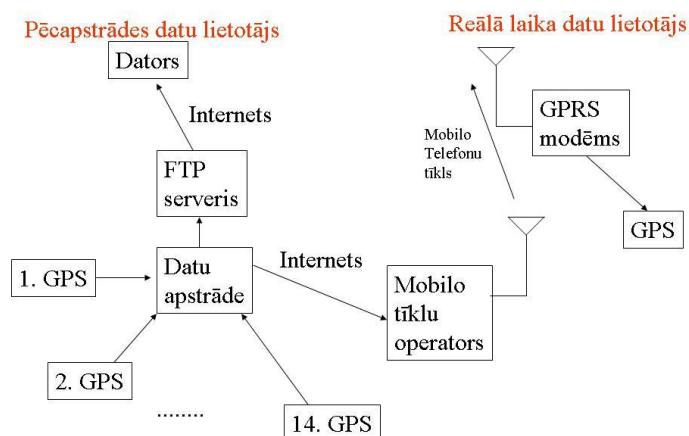 Pēcapstrādes datu lietotājs
Reālā laika datu lietotājs
Dators
Internets
GPRS
modēms
Mobilo
Telefonu
tīkls
FTP
serveris
GPS
1. GPS
Datu
apstrāde
Internets
Mobilo
tīklu
operators
2. GPS
........
14. GPS